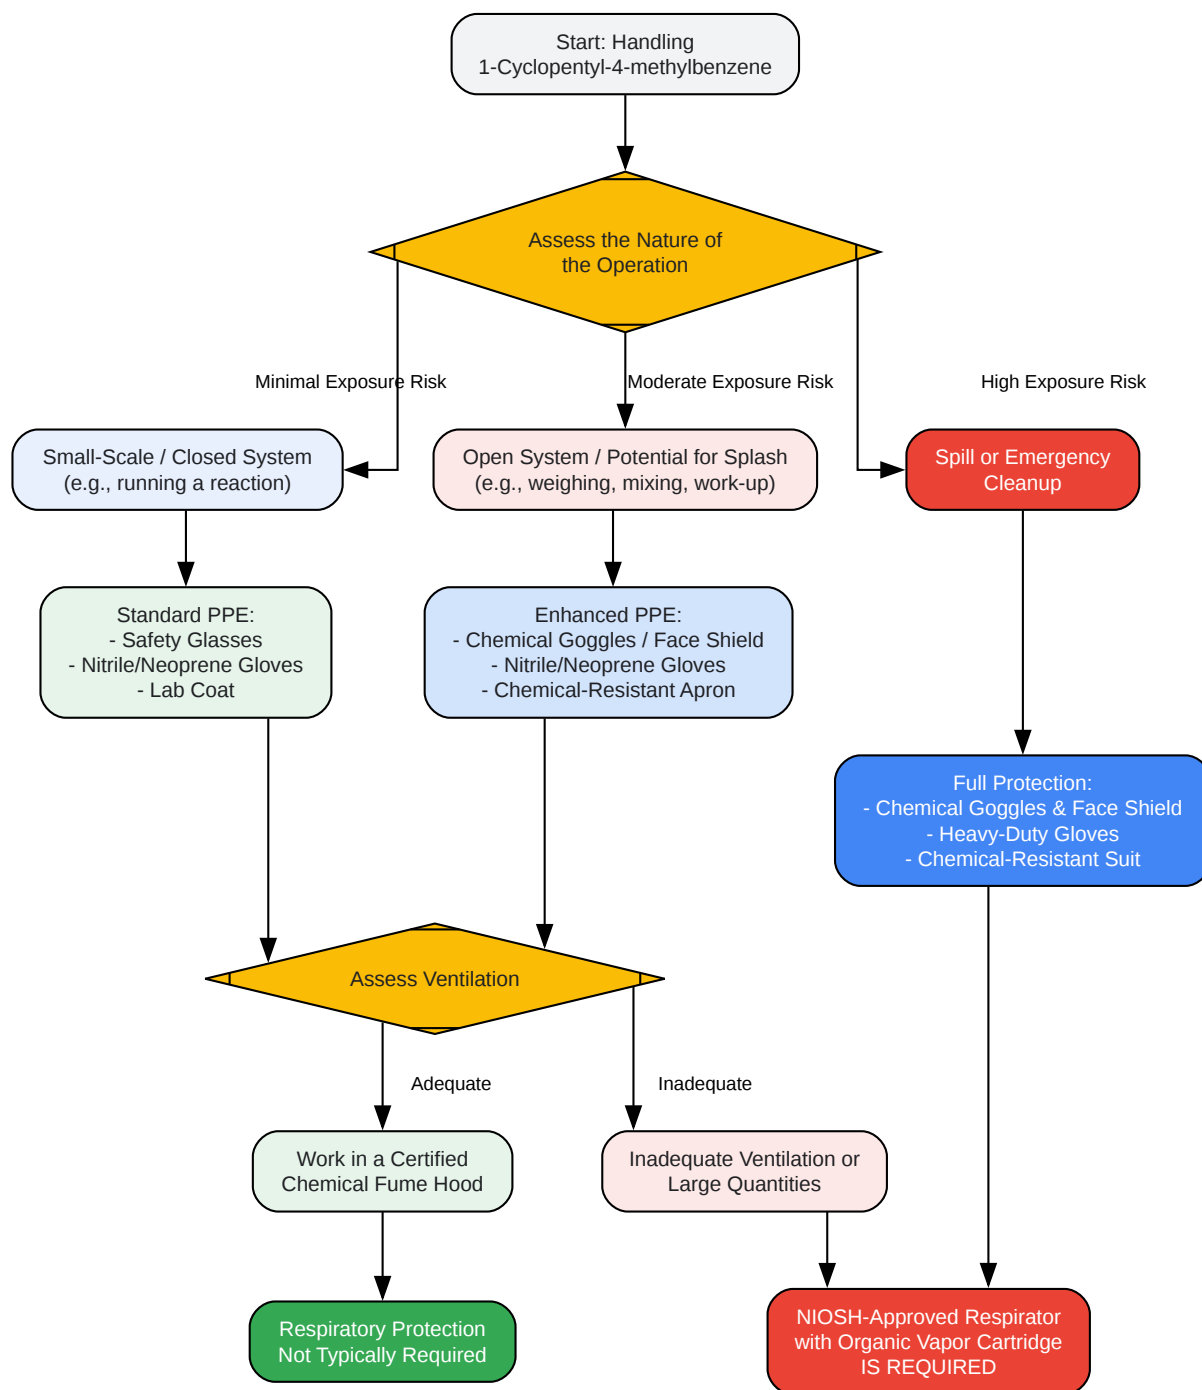 Start: Handling
1-Cyclopentyl-4-methylbenzene
Assess the Nature of
the Operation
Minimal Exposure Risk
Moderate Exposure Risk
High Exposure Risk
Small-Scale / Closed System
(e.g., running a reaction)
Open System / Potential for Splash
(e.g., weighing, mixing, work-up)
Spill or Emergency
Cleanup
Standard PPE:
- Safety Glasses
- Nitrile/Neoprene Gloves
- Lab Coat
Enhanced PPE:
- Chemical Goggles / Face Shield
- Nitrile/Neoprene Gloves
- Chemical-Resistant Apron
Full Protection:
- Chemical Goggles & Face Shield
- Heavy-Duty Gloves
- Chemical-Resistant Suit
Assess Ventilation
Adequate
Inadequate
Work in a Certified
Chemical Fume Hood
Inadequate Ventilation or
Large Quantities
Respiratory Protection
Not Typically Required
NIOSH-Approved Respirator
with Organic Vapor Cartridge
IS REQUIRED